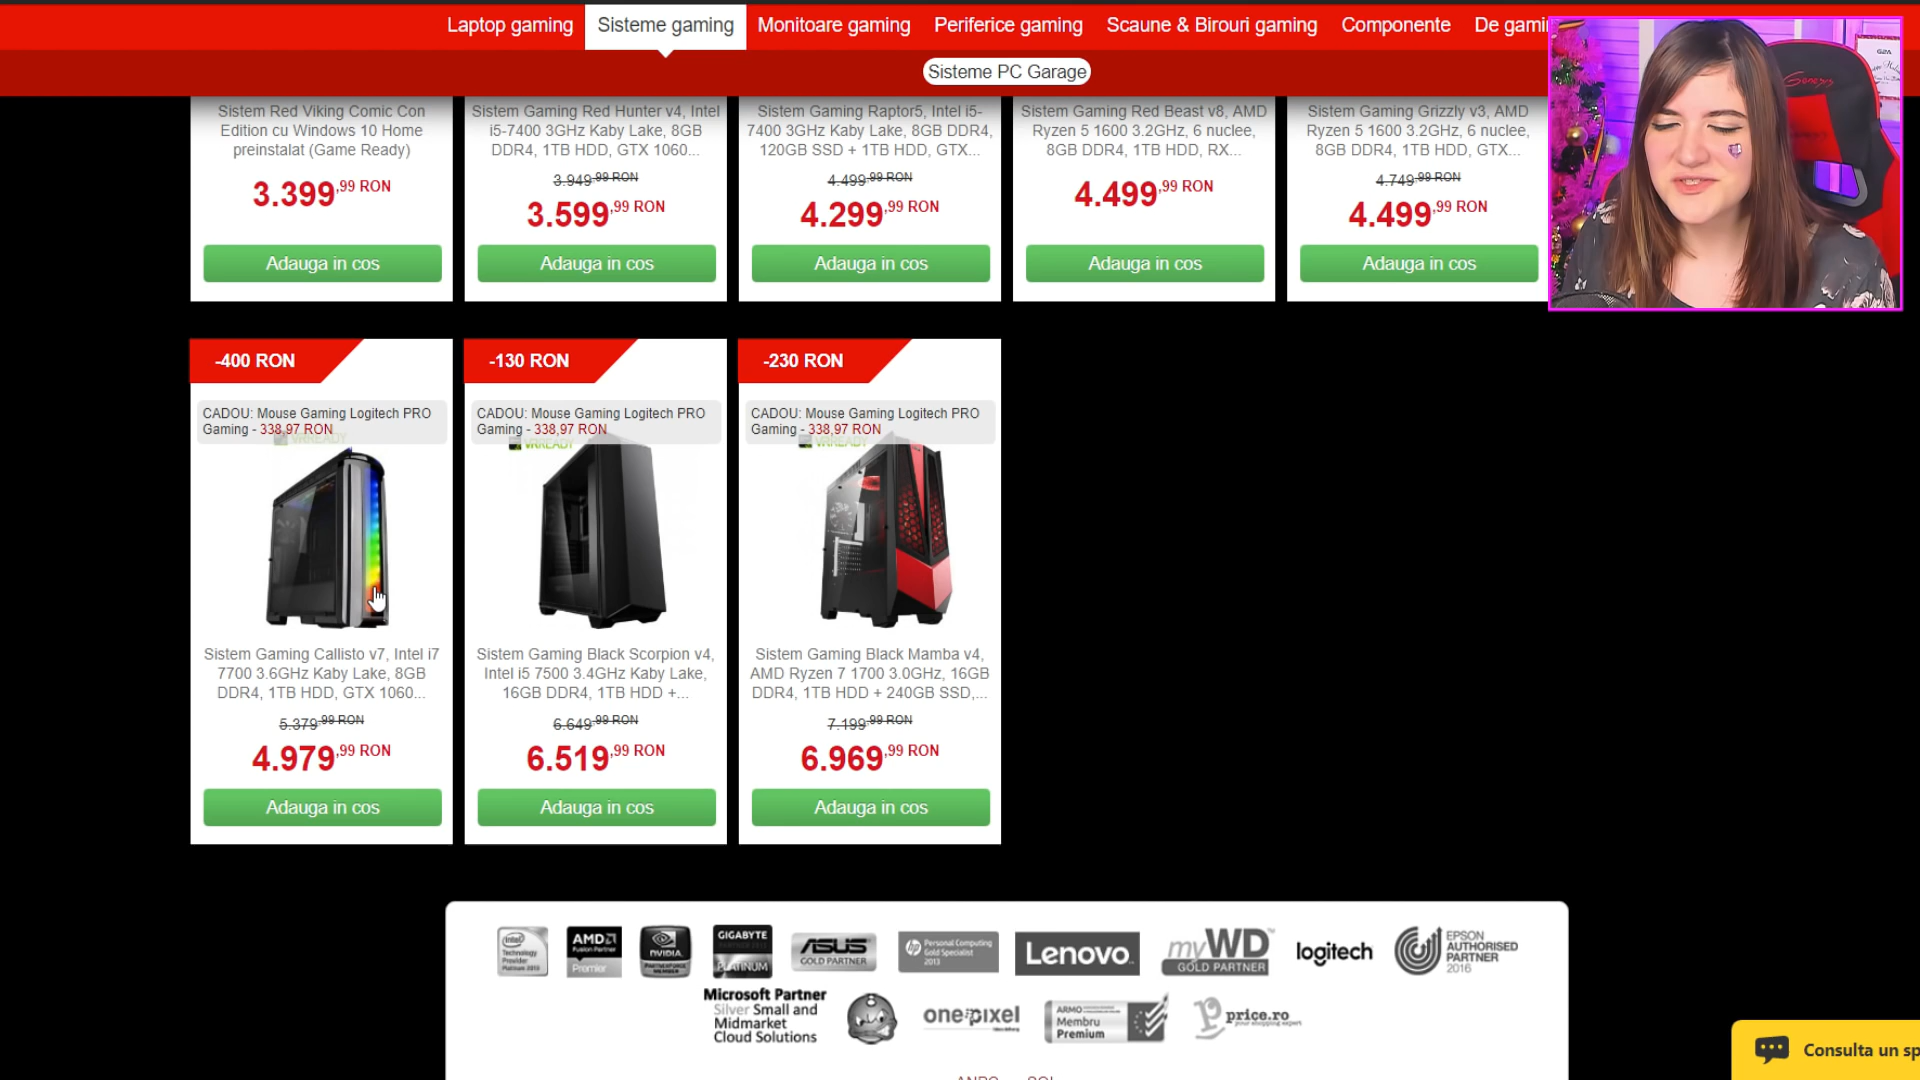 Laptop gaming Sisteme gaming Monitoare gaming Periferice gaming Scaune & Birouri gaming Componente De gami
Sisteme PC Garage
Sistem Red Viking Comic Con
Edition cu Windows 10 Home
preinstalat (Game Ready)
3.399,99 RON
Adauga in cos
Sistem Gaming Red Hunter v4, Intel
i5-7400 3GHz Kaby Lake, 8GB
DDR4, 1TB HDD, GTX 1060...
3.949,99 RON
3.599,99 RON
Adauga in cos
Sistem Gaming Raptor5, Intel i5-
7400 3GHz Kaby Lake, 8GB DDR4,
120GB SSD + 1TB HDD, GTX...
4.499,99 RON
4.299,99 RON
Adauga in cos
Sistem Gaming Red Beast v8, AMD
Ryzen 5 1600 3.2GHz, 6 nuclee,
8GB DDR4, 1TB HDD, RX...
4.499,99 RON
Adauga in cos
Sistem Gaming Grizzly v3, AMD
Ryzen 5 1600 3.2GHz, 6 nuclee,
8GB DDR4, 1TB HDD, GTX...
4.749,99 RON
4.499,99 RON
Adauga in cos
Genesis
G2A
-400 RON
CADOU: Mouse Gaming Logitech PRO
Gaming - 338,97 RON
VRREADY
Sistem Gaming Callisto v7, Intel i7
7700 3.6GHz Kaby Lake, 8GB
DDR4, 1TB HDD, GTX 1060...
5.379,99 RON
4.979,99 RON
Adauga in cos
-130 RON
CADOU: Mouse Gaming Logitech PRO
Gaming - 338,97 RON
VRREADY
Sistem Gaming Black Scorpion v4,
Intel i5 7500 3.4GHz Kaby Lake,
16GB DDR4, 1TB HDD +...
6.649,99 RON
6.519,99 RON
Adauga in cos
-230 RON
CADOU: Mouse Gaming Logitech PRO
Gaming - 338,97 RON
VRREADY
Sistem Gaming Black Mamba v4,
AMD Ryzen 7 1700 3.0GHz, 16GB
DDR4, 1TB HDD + 240GB SSD,...
7.199,99 RON
6.969,99 RON
Adauga in cos
intel
Technology
Provider
Platinum 2013
AMD
Fusion Partner
Premier
NVIDIA
MEMBER
GIGABYTE
PLATINUM
ASUS
GOLD PARTNER
hp Personal Computing
Gold Specialist
2013
Lenovo
myWD
GOLD PARTNER
logitech
EPSON
AUTHORISED
PARTNER
2016
Microsoft Partner
Silver Small and
Midmarket
Cloud Solutions
onepixel
ARMO
Membru
Premium
price.ro
your shopping expert
Consulta un sp